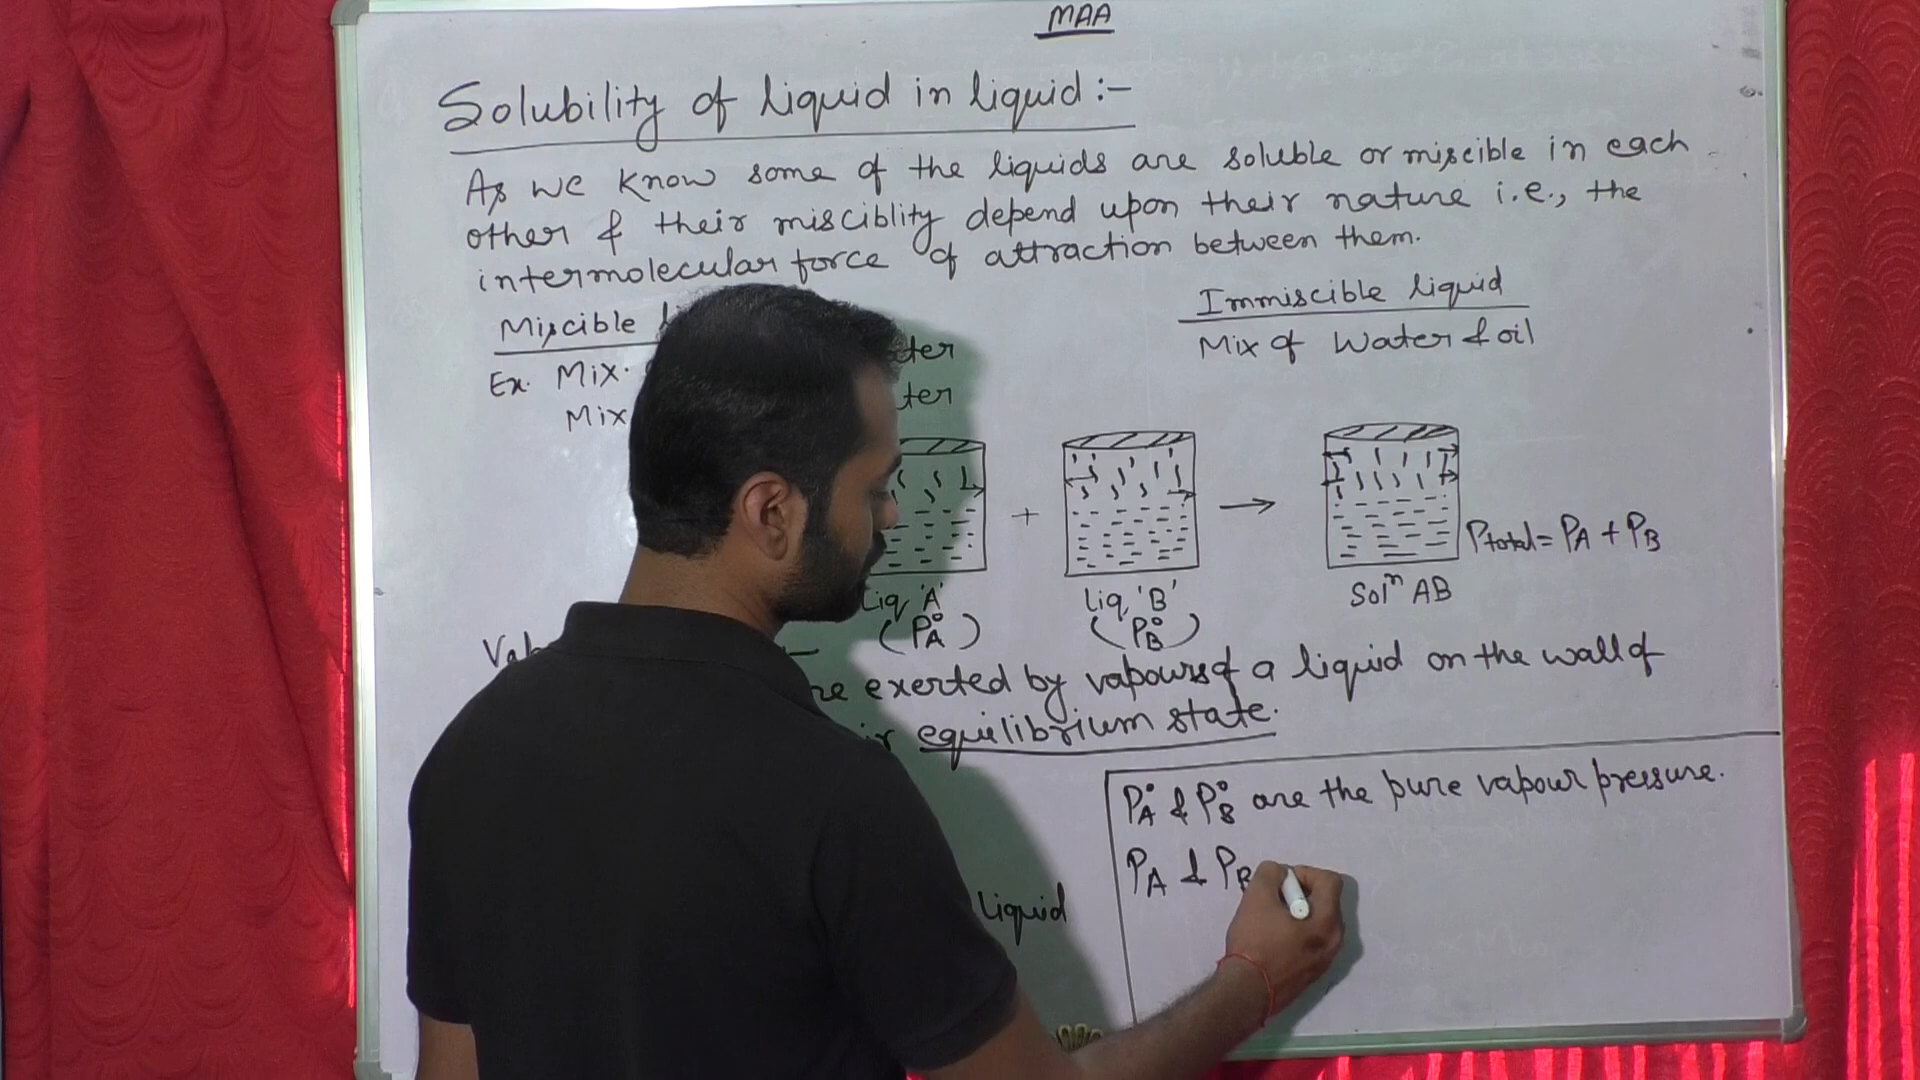 MAA
Solubility of liquid in liquid :-
As we know some of the liquids are soluble or miscible in each
other & their misciblity depend upon their nature i.e., the
intermolecular force of attraction between them.
Miscible
Immiscible liquid
Ex. Mix.
Mix of Water & oil
Mix
+ →
Ptotal = PA + PB
Liq 'A'
Liq 'B'
Solⁿ AB
(P°A)
(P°B)
exerted by vapours of a liquid on the wall of
equilibrium state.
P°A & P°B are the pure vapour pressure.
PA & PB
Liquid